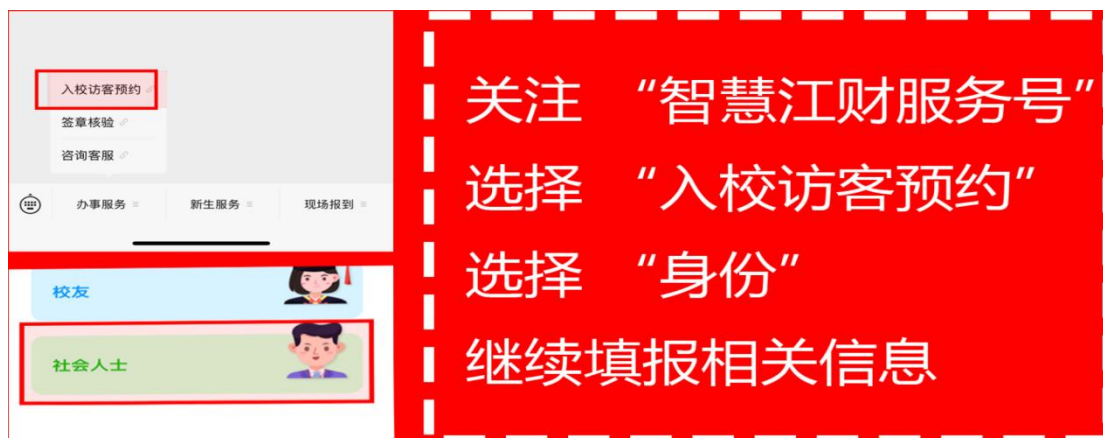 入校访客预约
签章核验
咨询客服
办事服务
新生服务
现场报到
校友
社会人士
关注 “智慧江财服务号”
选择 “入校访客预约”
选择 “身份”
继续填报相关信息